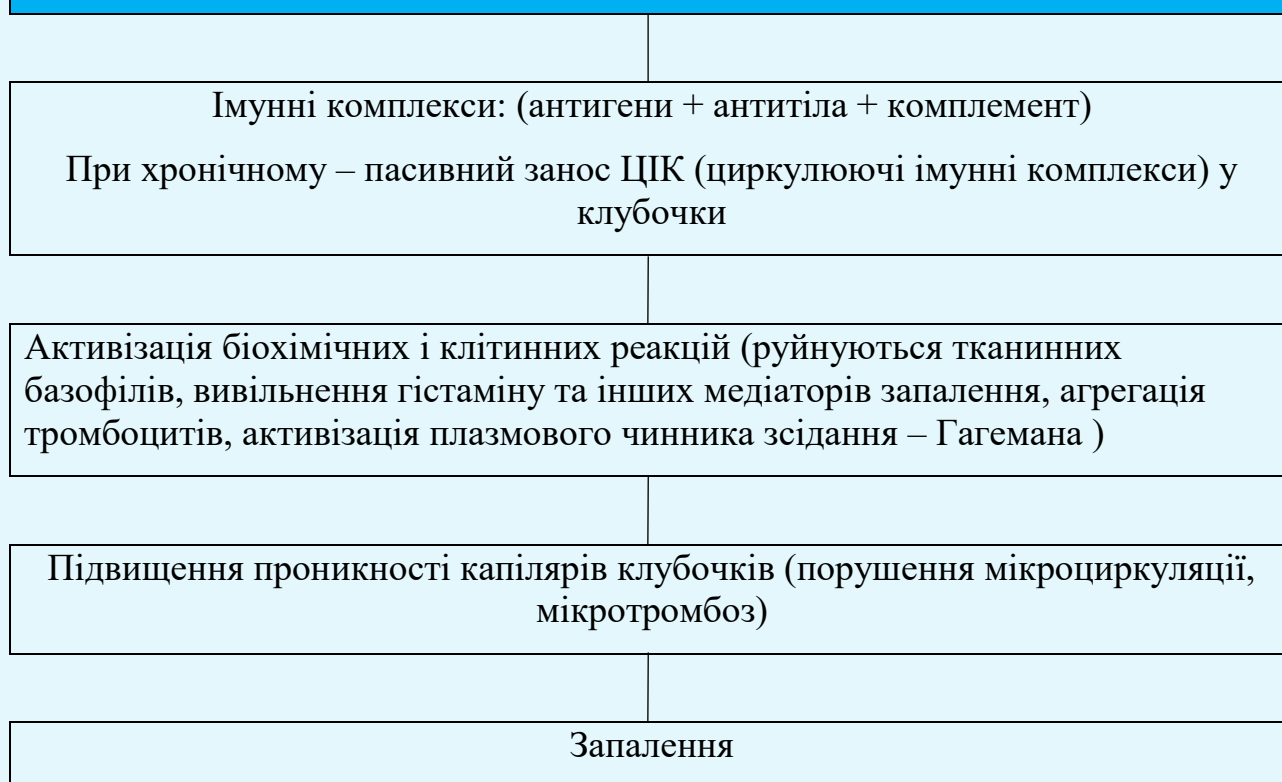 Імунні комплекси: (антигени + антитіла + комплемент)
При хронічному – пасивний занос ЦІК (циркулюючі імунні комплекси) у
клубочки
Активізація біохімічних і клітинних реакцій (руйнуються тканинних
базофілів, вивільнення гістаміну та інших медіаторів запалення, агрегація
тромбоцитів, активізація плазмового чинника зсідання – Гагемана )
Підвищення проникності капілярів клубочків (порушення мікроциркуляції,
мікротромбоз)
Запалення